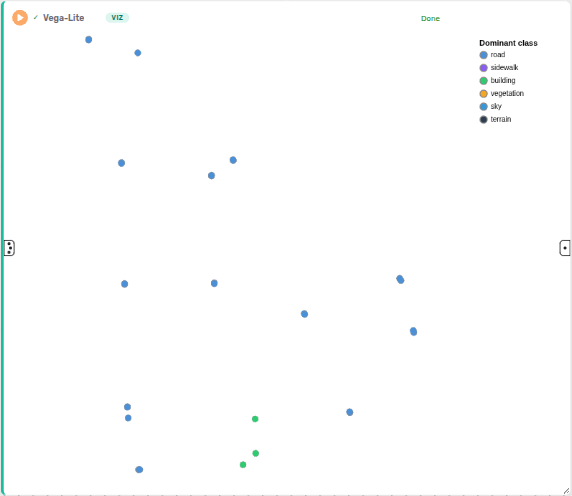 Vega-Lite
VIZ
Done
Dominant class
road
sidewalk
building
vegetation
sky
terrain